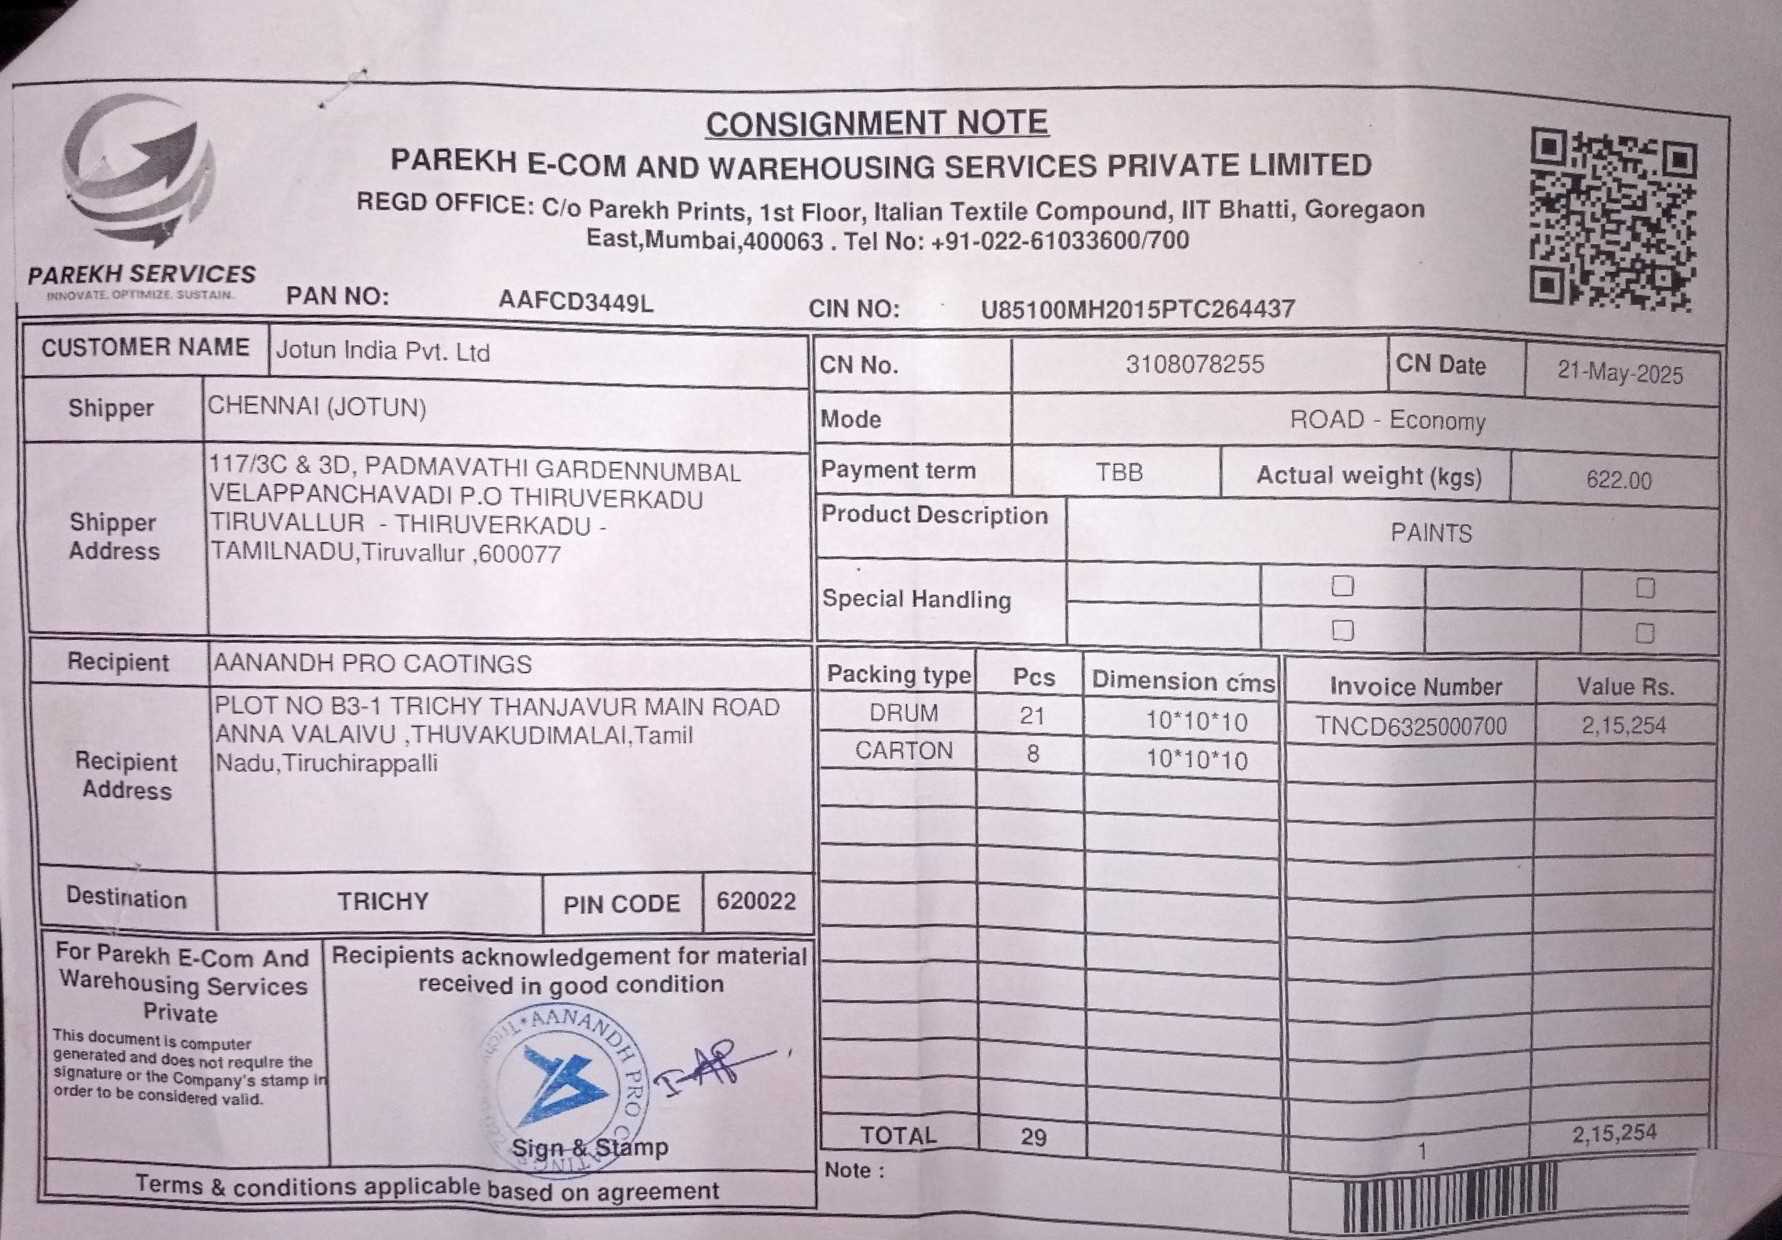 CONSIGNMENT NOTE
PAREKH E-COM AND WAREHOUSING SERVICES PRIVATE LIMITED
REGD OFFICE: C/o Parekh Prints, 1st Floor, Italian Textile Compound, IIT Bhatti, Goregaon
East,Mumbai,400063 . Tel No: +91-022-61033600/700
PAREKH SERVICES
INNOVATE. OPTIMIZE. SUSTAIN.
PAN NO: AAFCD3449L CIN NO: U85100MH2015PTC264437
CUSTOMER NAME Jotun India Pvt. Ltd
Shipper CHENNAI (JOTUN)
Shipper Address
117/3C & 3D, PADMAVATHI GARDENNUMBAL
VELAPPANCHAVADI P.O THIRUVERKADU
TIRUVALLUR - THIRUVERKADU -
TAMILNADU,Tiruvallur ,600077
Recipient AANANDH PRO CAOTINGS
Recipient Address
PLOT NO B3-1 TRICHY THANJAVUR MAIN ROAD
ANNA VALAIVU ,THUVAKUDIMALAI,Tamil
Nadu,Tiruchirappalli
Destination TRICHY PIN CODE 620022
For Parekh E-Com And
Warehousing Services
Private
This document is computer
generated and does not require the
signature or the Company's stamp in
order to be considered valid.
Recipients acknowledgement for material
received in good condition
AANANDH PRO
Sign & Stamp
Terms & conditions applicable based on agreement
CN No. 3108078255 CN Date 21-May-2025
Mode ROAD - Economy
Payment term TBB Actual weight (kgs) 622.00
Product Description PAINTS
Special Handling
Packing type Pcs Dimension cms Invoice Number Value Rs.
DRUM 21 10*10*10 TNCD6325000700 2,15,254
CARTON 8 10*10*10
TOTAL 29 1 2,15,254
Note :